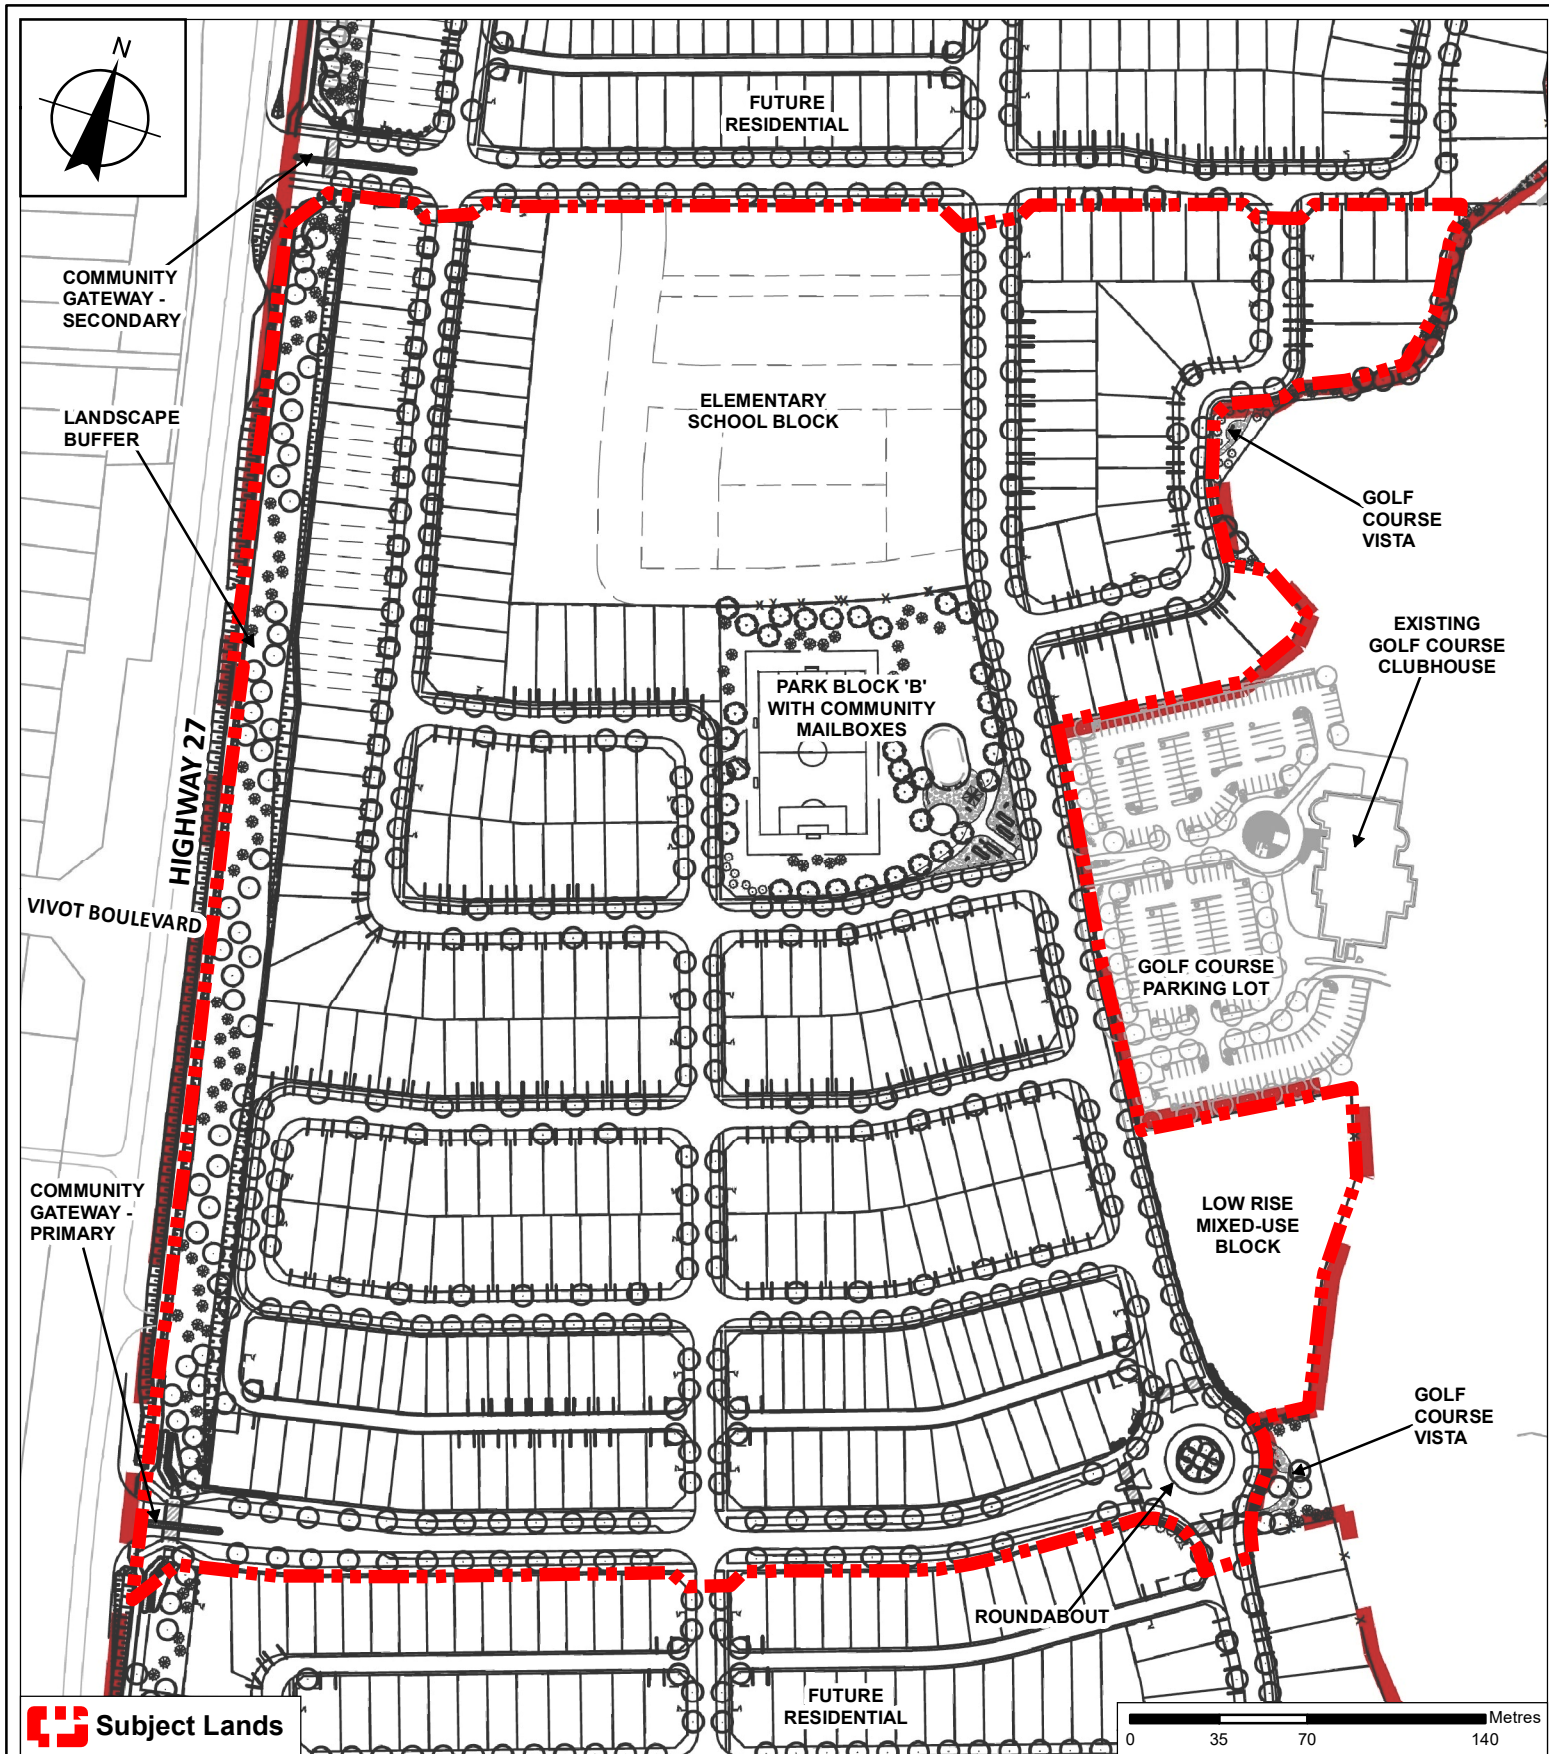 N
FUTURE
RESIDENTIAL
COMMUNITY
GATEWAY -
SECONDARY
LANDSCAPE
BUFFER
ELEMENTARY
SCHOOL BLOCK
GOLF
COURSE
VISTA
EXISTING
GOLF COURSE
CLUBHOUSE
PARK BLOCK 'B'
WITH COMMUNITY
MAILBOXES
HIGHWAY 27
VIVOT BOULEVARD
GOLF COURSE
PARKING LOT
COMMUNITY
GATEWAY -
PRIMARY
LOW RISE
MIXED-USE
BLOCK
GOLF
COURSE
VISTA
ROUNDABOUT
FUTURE
RESIDENTIAL
Subject Lands
Metres
0 35 70 140